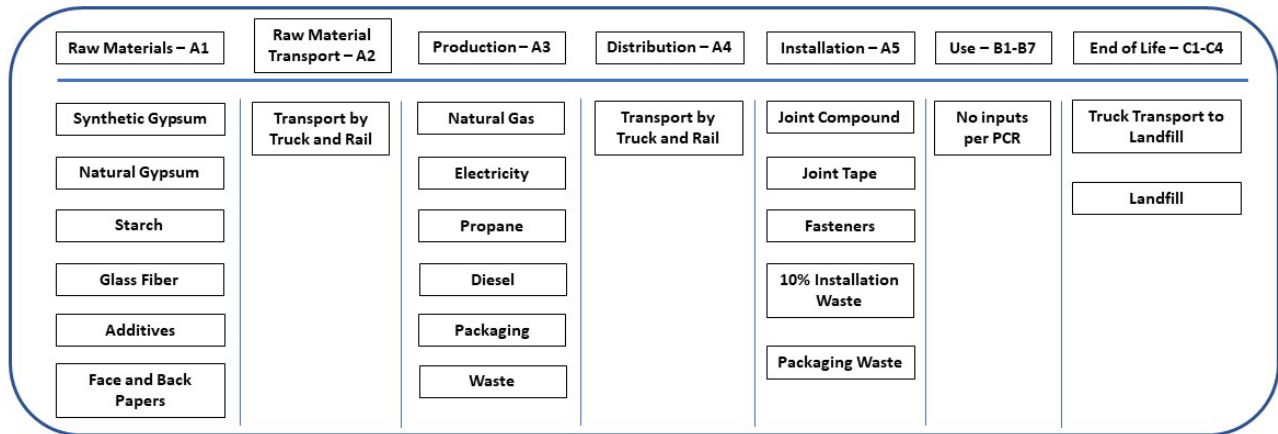 Raw Materials – A1
Raw Material
Transport – A2
Production – A3
Distribution – A4
Installation – A5
Use – B1-B7
End of Life – C1-C4
Synthetic Gypsum
Natural Gypsum
Starch
Glass Fiber
Additives
Face and Back
Papers
Transport by
Truck and Rail
Natural Gas
Electricity
Propane
Diesel
Packaging
Waste
Transport by
Truck and Rail
Joint Compound
Joint Tape
Fasteners
10% Installation
Waste
Packaging Waste
No inputs
per PCR
Truck Transport to
Landfill
Landfill